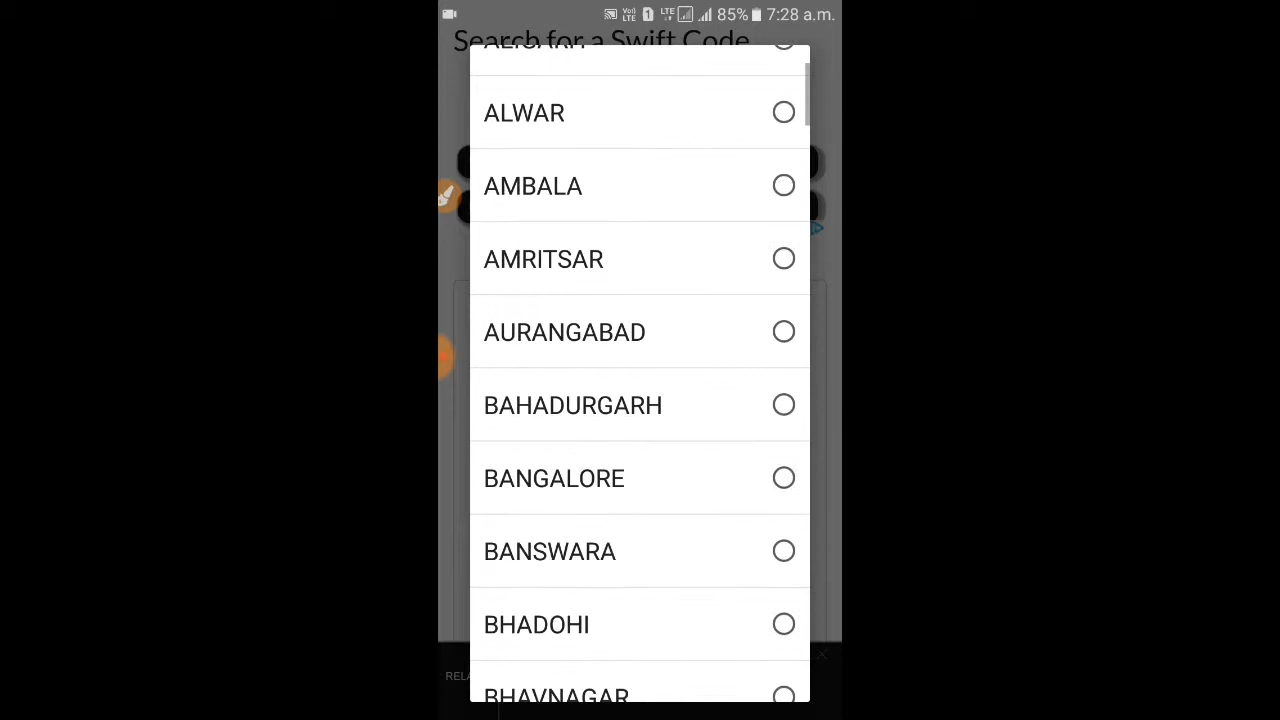 85% 7:28 a.m.
Search for a Swift Code
ALWAR
AMBALA
AMRITSAR
AURANGABAD
BAHADURGARH
BANGALORE
BANSWARA
BHADOHI
BHAVNAGAR